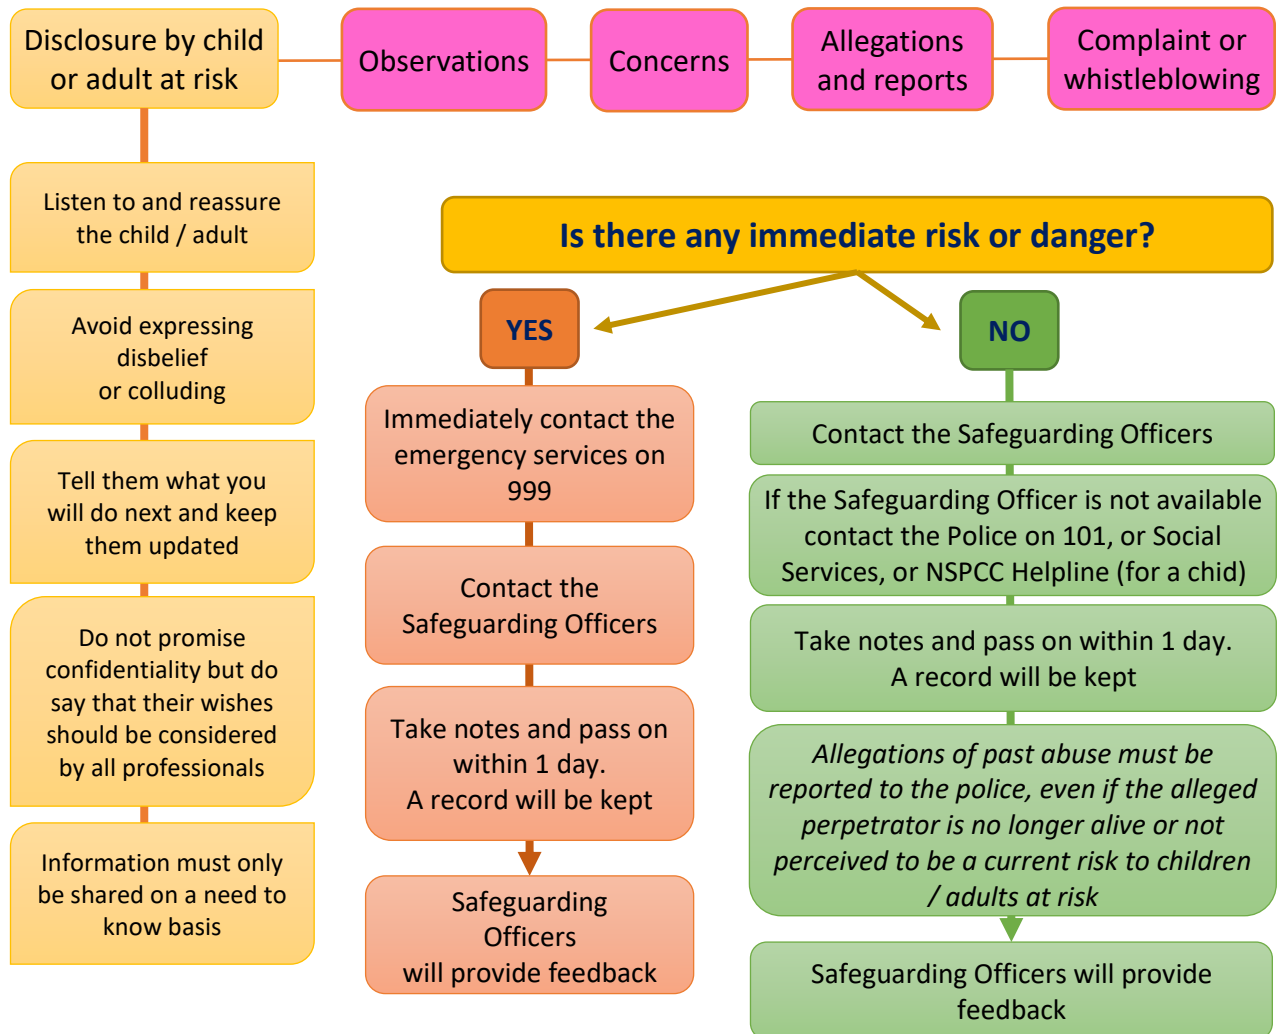 Disclosure by child
or adult at risk
Observations
Concerns
Allegations
and reports
Complaint or
whistleblowing
Listen to and reassure
the child / adult
Avoid expressing
disbelief
or colluding
Tell them what you
will do next and keep
them updated
Do not promise
confidentiality but do
say that their wishes
should be considered
by all professionals
Information must only
be shared on a need to
know basis
Is there any immediate risk or danger?
YES
Immediately contact the
emergency services on
999
Contact the
Safeguarding Officers
Take notes and pass on
within 1 day.
A record will be kept
Safeguarding
Officers
will provide feedback
NO
Contact the Safeguarding Officers
If the Safeguarding Officer is not available
contact the Police on 101, or Social
Services, or NSPCC Helpline (for a chid)
Take notes and pass on within 1 day.
A record will be kept
Allegations of past abuse must be
reported to the police, even if the alleged
perpetrator is no longer alive or not
perceived to be a current risk to children
/ adults at risk
Safeguarding Officers will provide
feedback